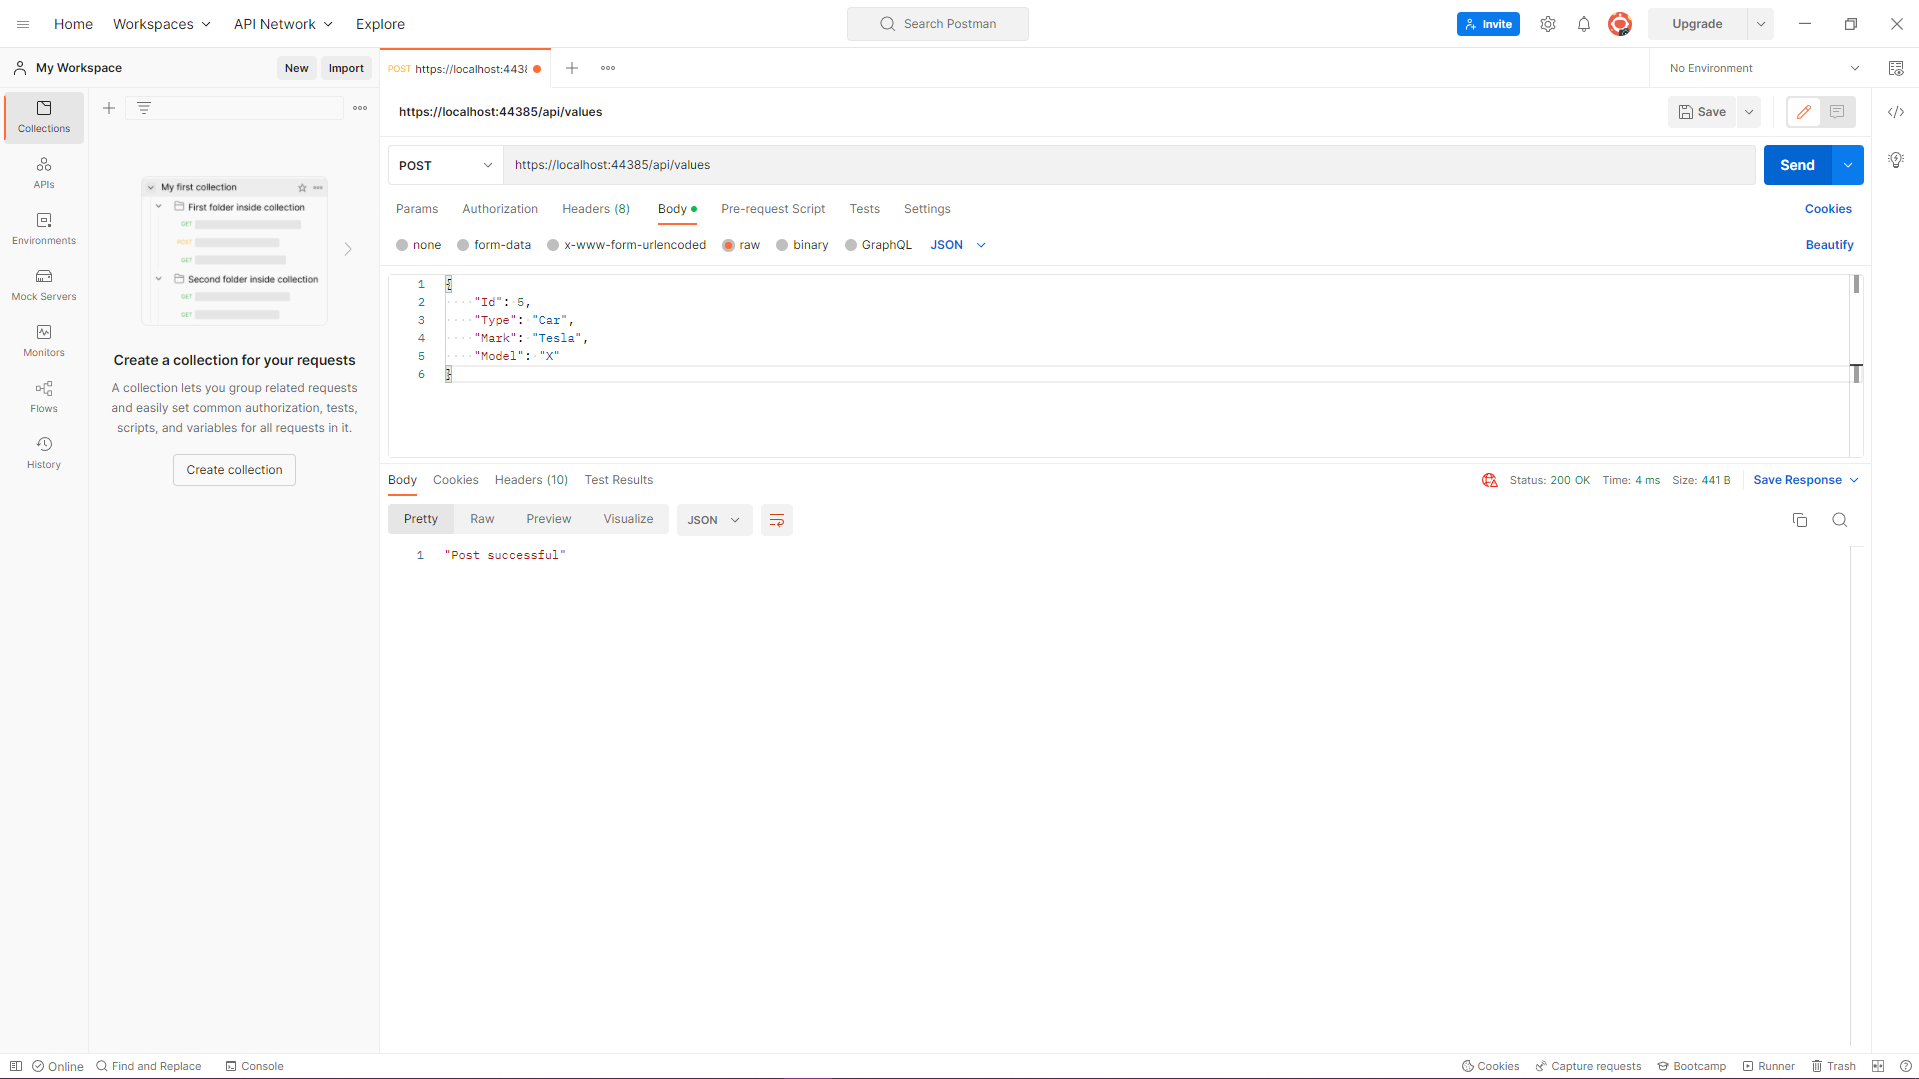 Home Workspaces API Network Explore Search Postman Invite Upgrade
My Workspace New Import POST https://localhost:4438 No Environment
Collections
APIs
Environments
Mock Servers
Monitors
Flows
History
My first collection
First folder inside collection
GET
POST
GET
Second folder inside collection
GET
GET
Create a collection for your requests
A collection lets you group related requests
and easily set common authorization, tests,
scripts, and variables for all requests in it.
Create collection
https://localhost:44385/api/values Save
POST https://localhost:44385/api/values Send
Params Authorization Headers (8) Body Pre-request Script Tests Settings Cookies
none form-data x-www-form-urlencoded raw binary GraphQL JSON Beautify
1 {
2 "Id": 5,
3 "Type": "Car",
4 "Mark": "Tesla",
5 "Model": "X"
6 }
Body Cookies Headers (10) Test Results Status: 200 OK Time: 4 ms Size: 441 B Save Response
Pretty Raw Preview Visualize JSON
1 "Post successful"
Online Find and Replace Console Cookies Capture requests Bootcamp Runner Trash